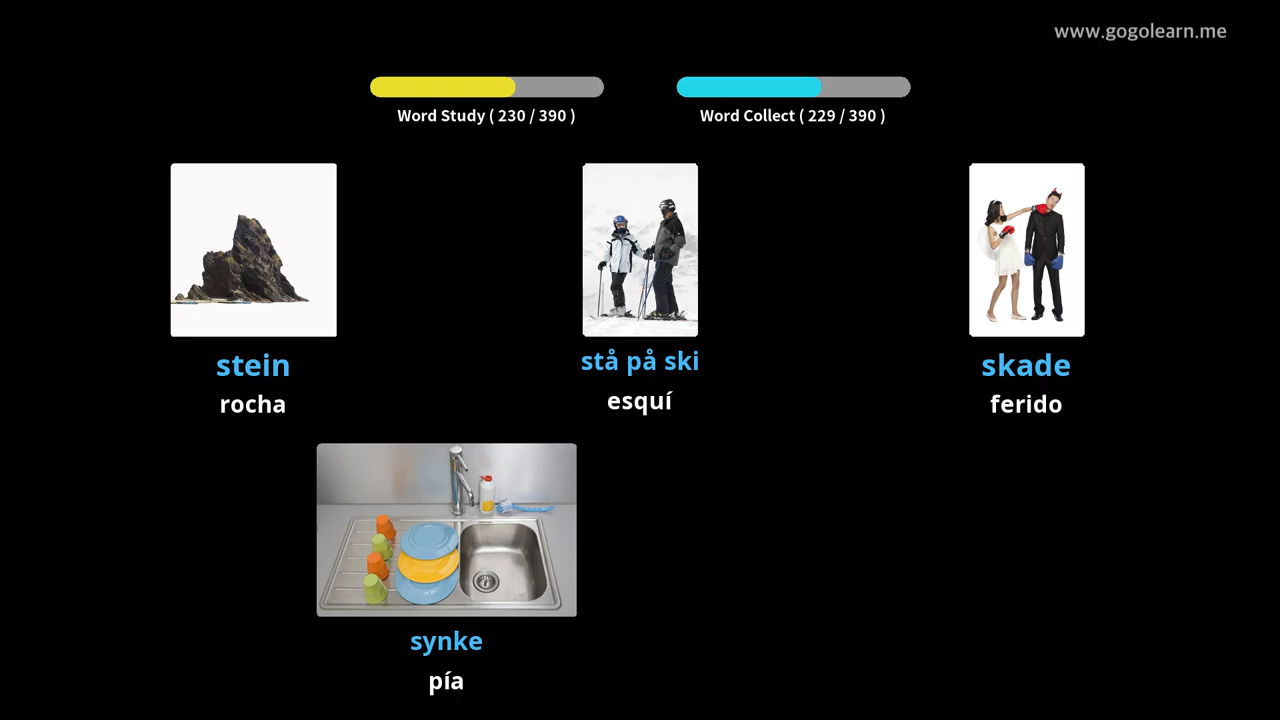 www.gogolearn.me
Word Study ( 230 / 390 )
Word Collect ( 229 / 390 )
stein
rocha
stå på ski
esquí
skade
ferido
synke
pía